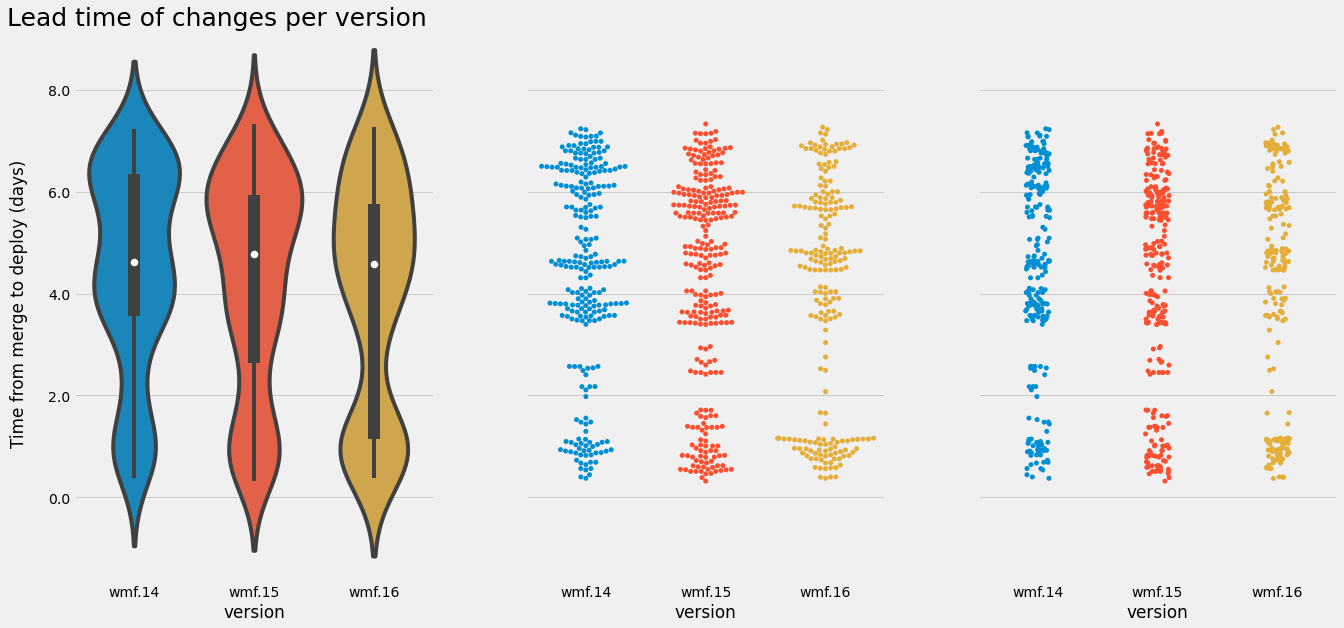 Lead time of changes per version
Time from merge to deploy (days)
8.0
6.0
4.0
2.0
0.0
wmf.14 wmf.15 wmf.16
version
wmf.14 wmf.15 wmf.16
version
wmf.14 wmf.15 wmf.16
version